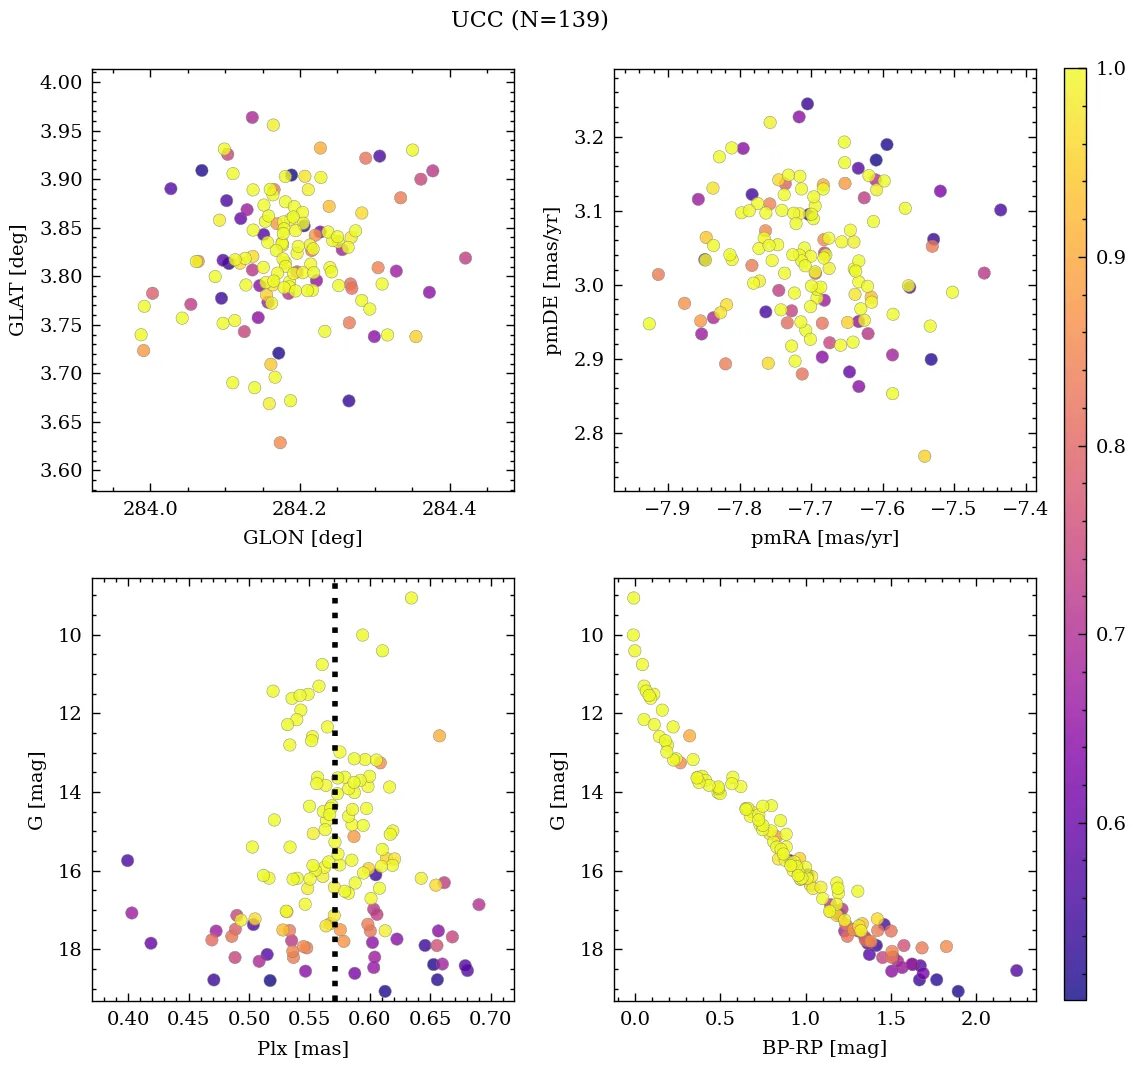 UCC (N=139)
4.00
3.95
3.90
3.85
3.80
3.75
3.70
3.65
3.60
GLAT [deg]
284.0 284.2 284.4
GLON [deg]
3.2
3.1
3.0
2.9
2.8
pmDE [mas/yr]
−7.9 −7.8 −7.7 −7.6 −7.5 −7.4
pmRA [mas/yr]
10
12
14
16
18
G [mag]
0.40 0.45 0.50 0.55 0.60 0.65 0.70
Plx [mas]
10
12
14
16
18
G [mag]
0.0 0.5 1.0 1.5 2.0
BP-RP [mag]
1.0
0.9
0.8
0.7
0.6